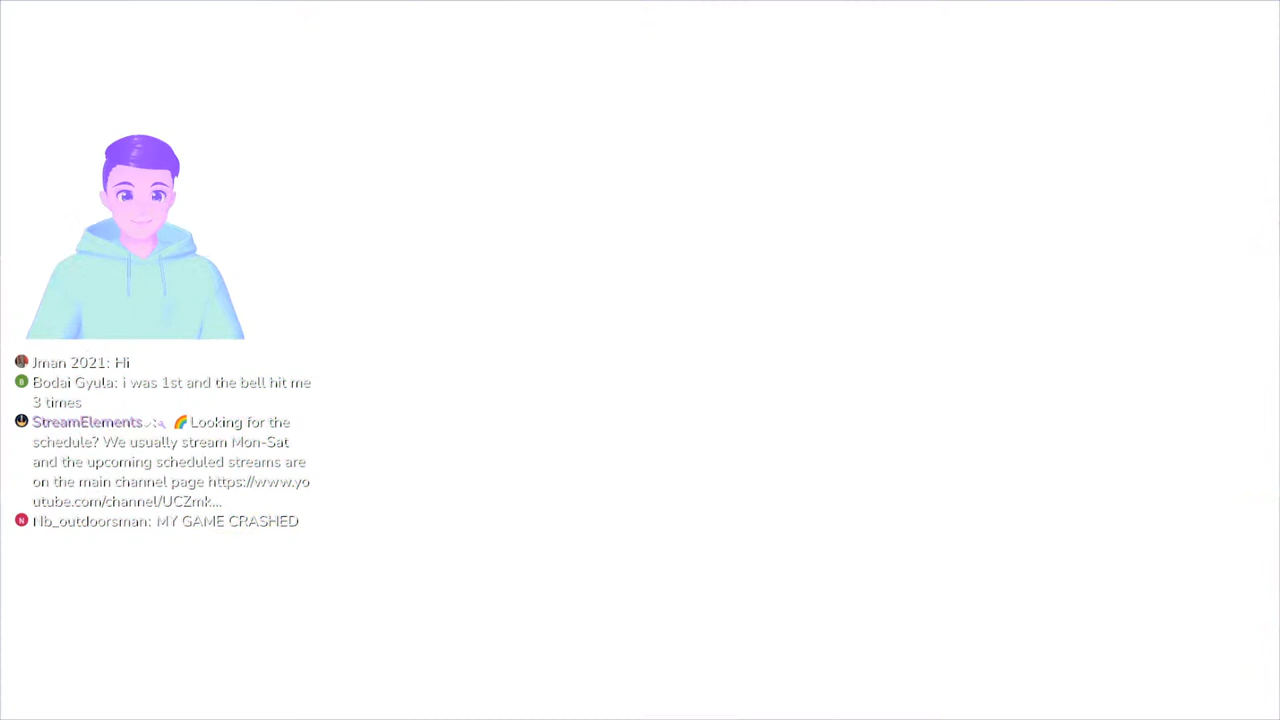 Jman 2021: Hi
B Bodai Gyula: i was 1st and the bell hit me
3 times
StreamElements: 🌈 Looking for the
schedule? We usually stream Mon-Sat
and the upcoming scheduled streams are
on the main channel page https://www.yo
utube.com/channel/UCZmk...
N Nb_outdoorsman: MY GAME CRASHED